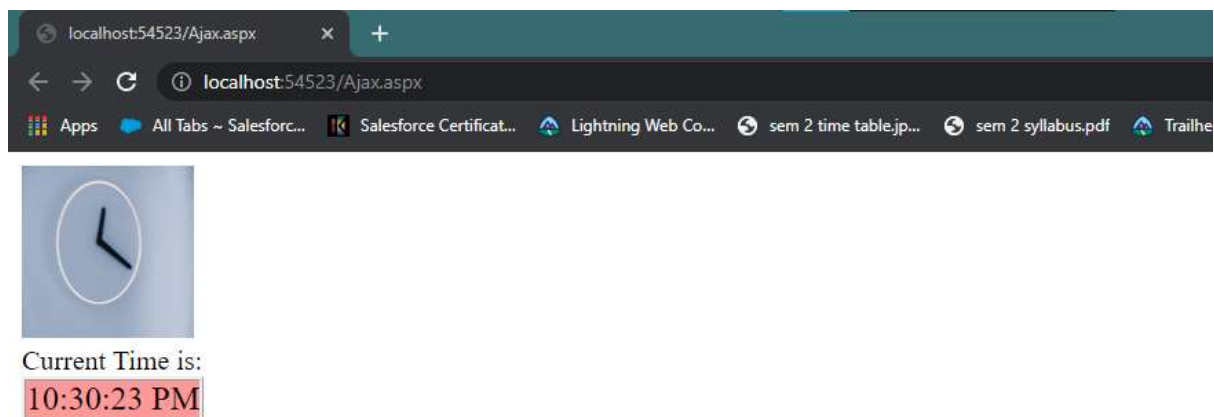 localhost:54523/Ajax.aspx
localhost:54523/Ajax.aspx
Apps All Tabs ~ Salesforc... Salesforce Certificat... Lightning Web Co... sem 2 time table.jp... sem 2 syllabus.pdf Trailhe
Current Time is:
10:30:23 PM